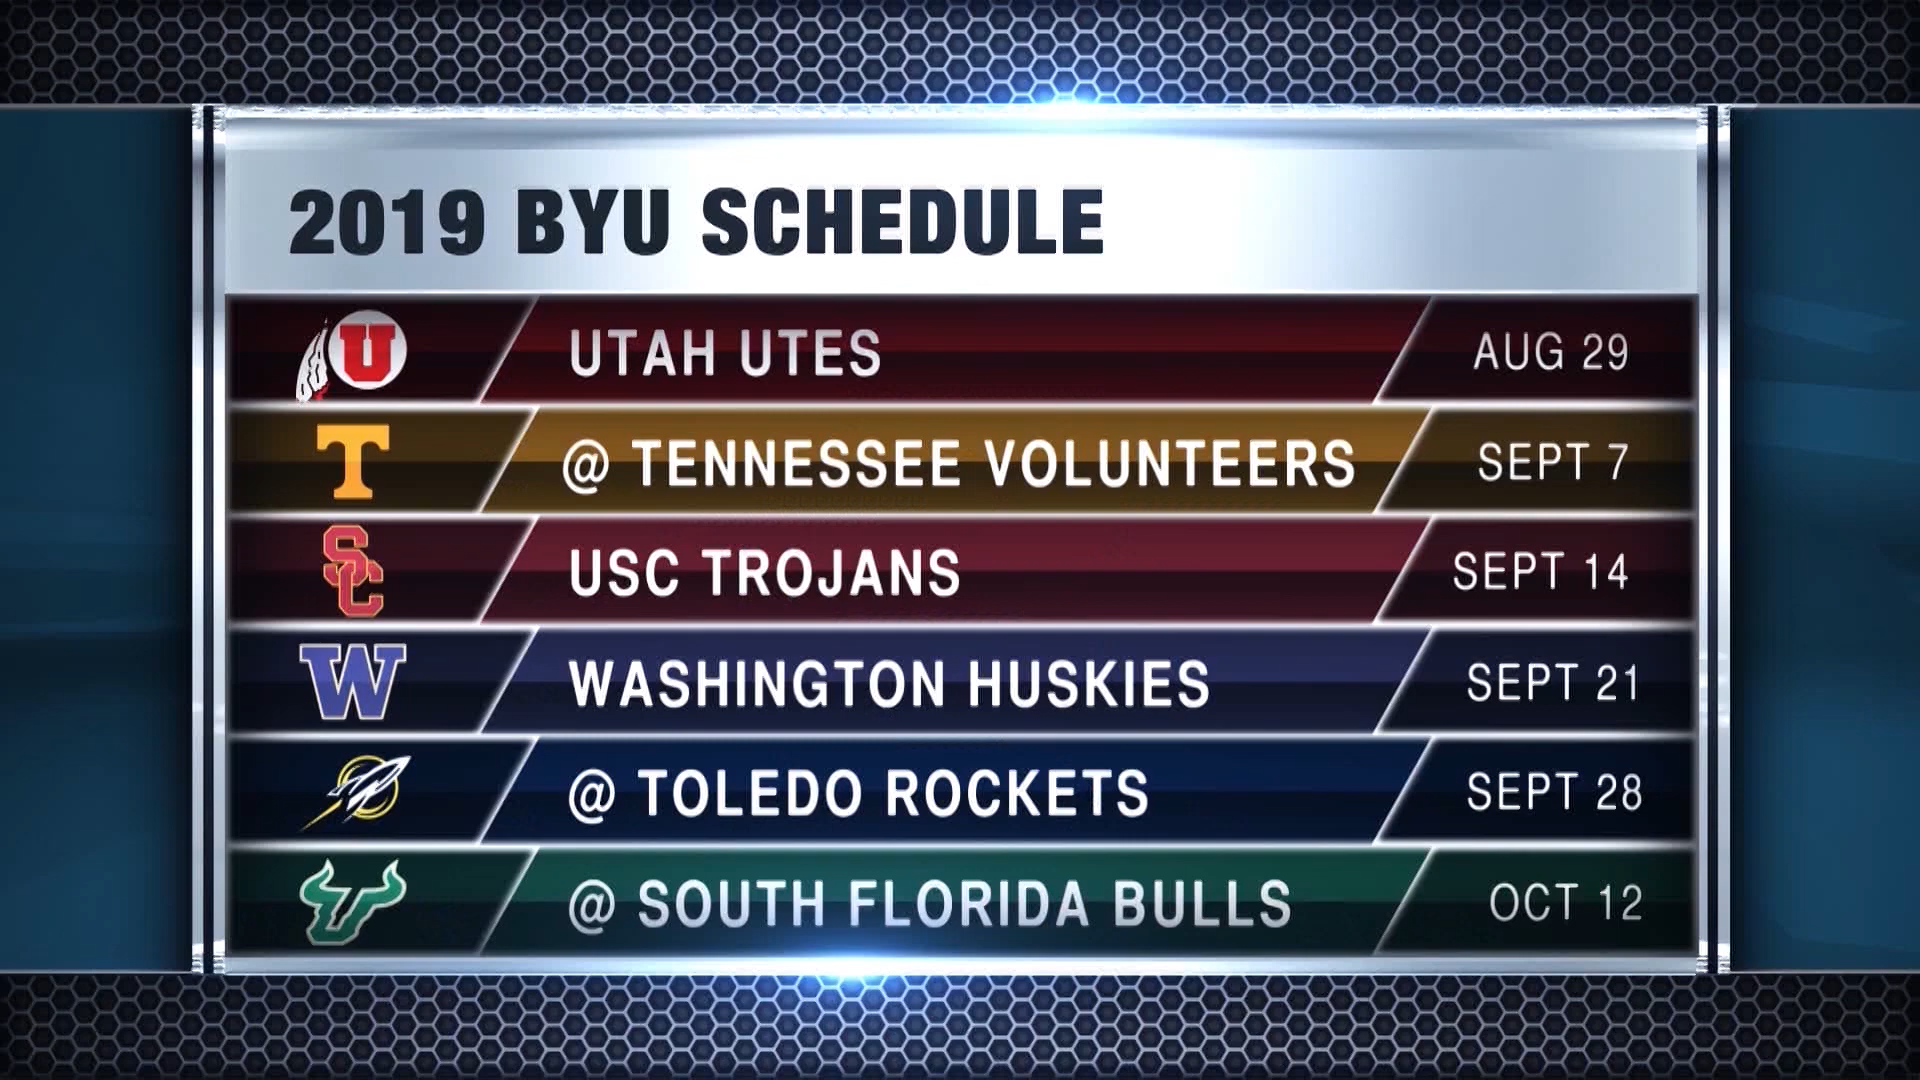 2019 BYU SCHEDULE
U UTAH UTES AUG 29
T @ TENNESSEE VOLUNTEERS SEPT 7
SC USC TROJANS SEPT 14
W WASHINGTON HUSKIES SEPT 21
@ TOLEDO ROCKETS SEPT 28
@ SOUTH FLORIDA BULLS OCT 12